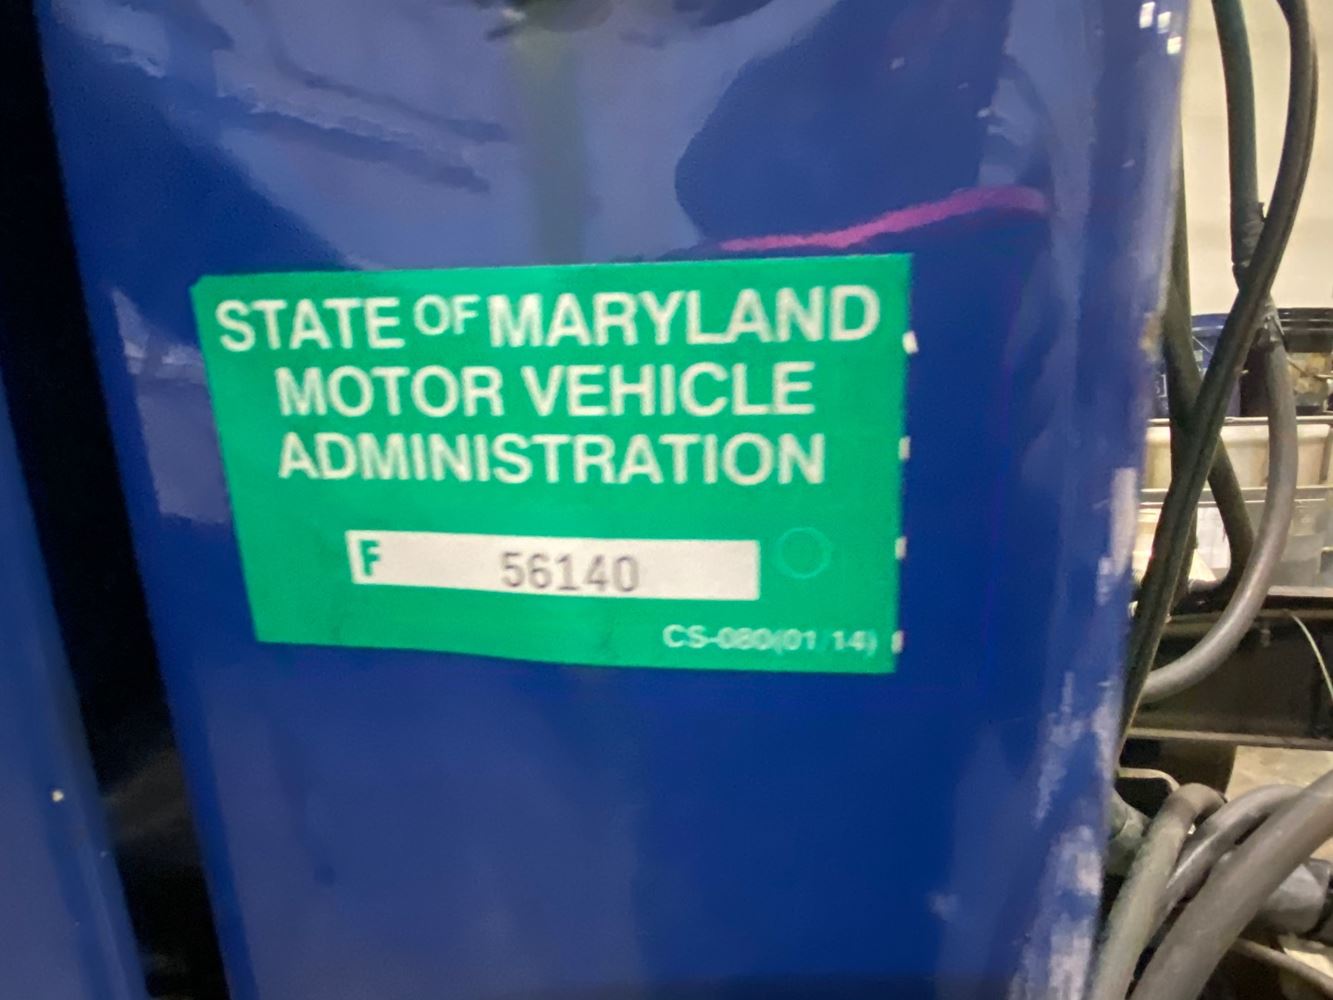 STATE OF MARYLAND
MOTOR VEHICLE
ADMINISTRATION
F 56140
CS-080(01/14)